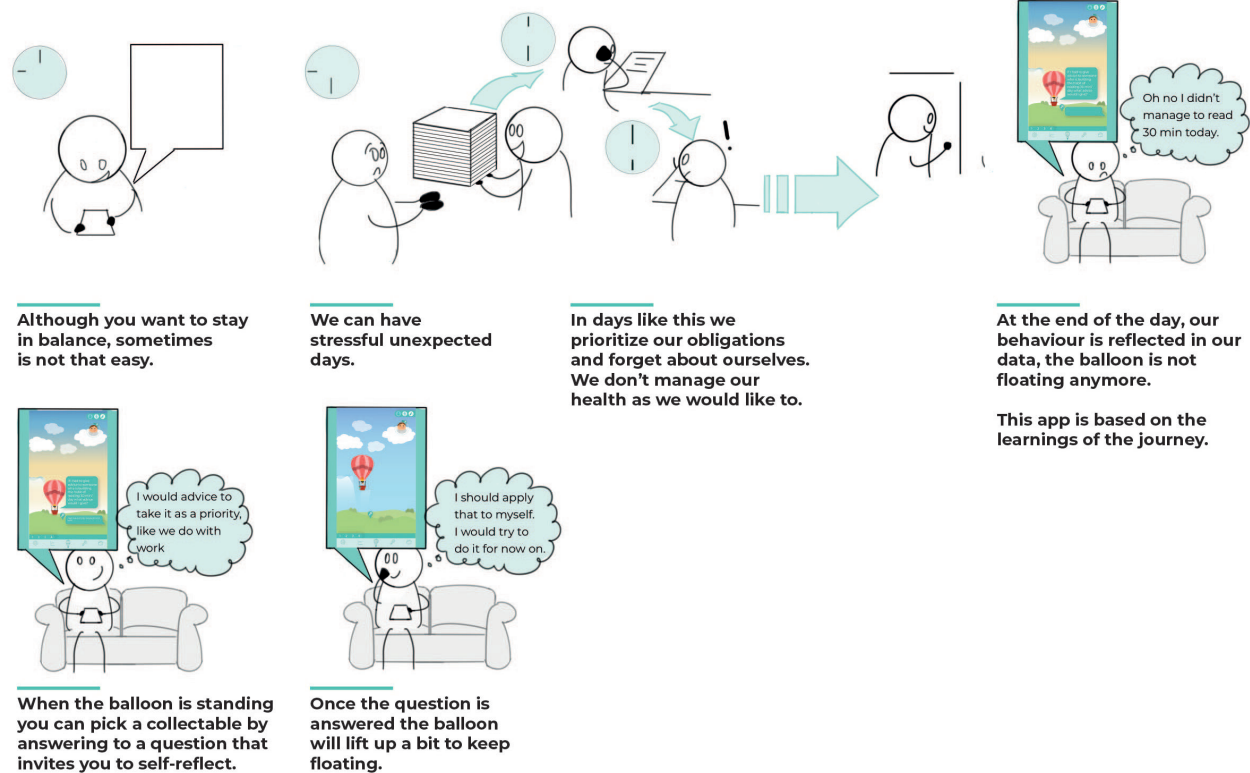 Oh no I didn't
manage to read
30 min today.
Although you want to stay
in balance, sometimes
is not that easy.
We can have
stressful unexpected
days.
In days like this we
prioritize our obligations
and forget about ourselves.
We don't manage our
health as we would like to.
At the end of the day, our
behaviour is reflected in our
data, the balloon is not
floating anymore.
This app is based on the
learnings of the journey.
I would advice to
take it as a priority,
like we do with
work
I should apply
that to myself.
I would try to
do it for now on.
When the balloon is standing
you can pick a collectable by
answering to a question that
invites you to self-reflect.
Once the question is
answered the balloon
will lift up a bit to keep
floating.